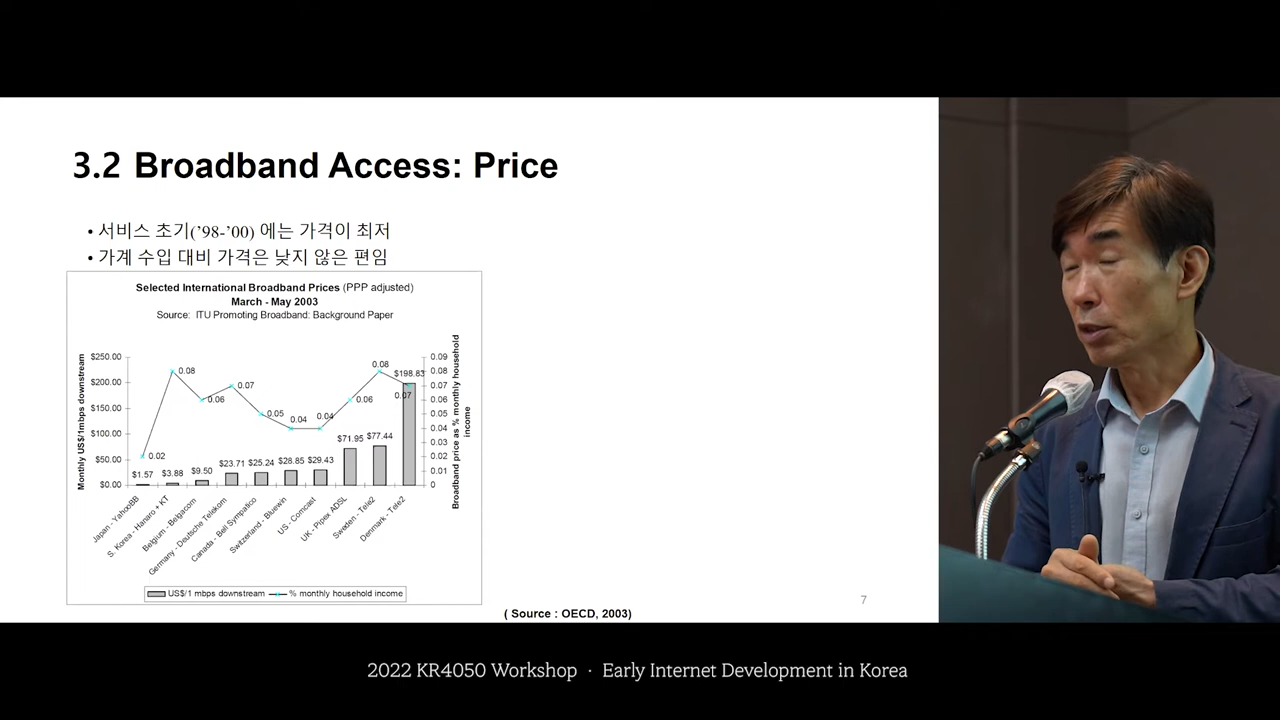 3.2 Broadband Access: Price
• 서비스 초기(’98-’00) 에는 가격이 최저
• 가계 수입 대비 가격은 낮지 않은 편임
Selected International Broadband Prices (PPP adjusted)
March - May 2003
Source: ITU Promoting Broadband: Background Paper
Monthly US$/1mbps downstream
$250.00
$200.00
$150.00
$100.00
$50.00
$0.00
0.02
0.08
0.06
0.07
0.05
0.04
0.04
0.06
0.08
0.07
$1.57
$3.88
$9.50
$23.71
$25.24
$28.85
$29.43
$71.95
$77.44
$198.83
0.09
0.08
0.07
0.06
0.05
0.04
0.03
0.02
0.01
0
Broadband price as % monthly household
income
Japan - YahooBB
S. Korea - Hanaro + KT
Belgium - Belgacom
Germany - Deutsche Telekom
Canada - Bell Sympatico
Switzerland - Bluewin
US - Comcast
UK - Pipex ADSL
Sweden - Tele2
Denmark - Tele2
US$/1 mbps downstream
% monthly household income
( Source : OECD, 2003)
7
2022 KR4050 Workshop · Early Internet Development in Korea